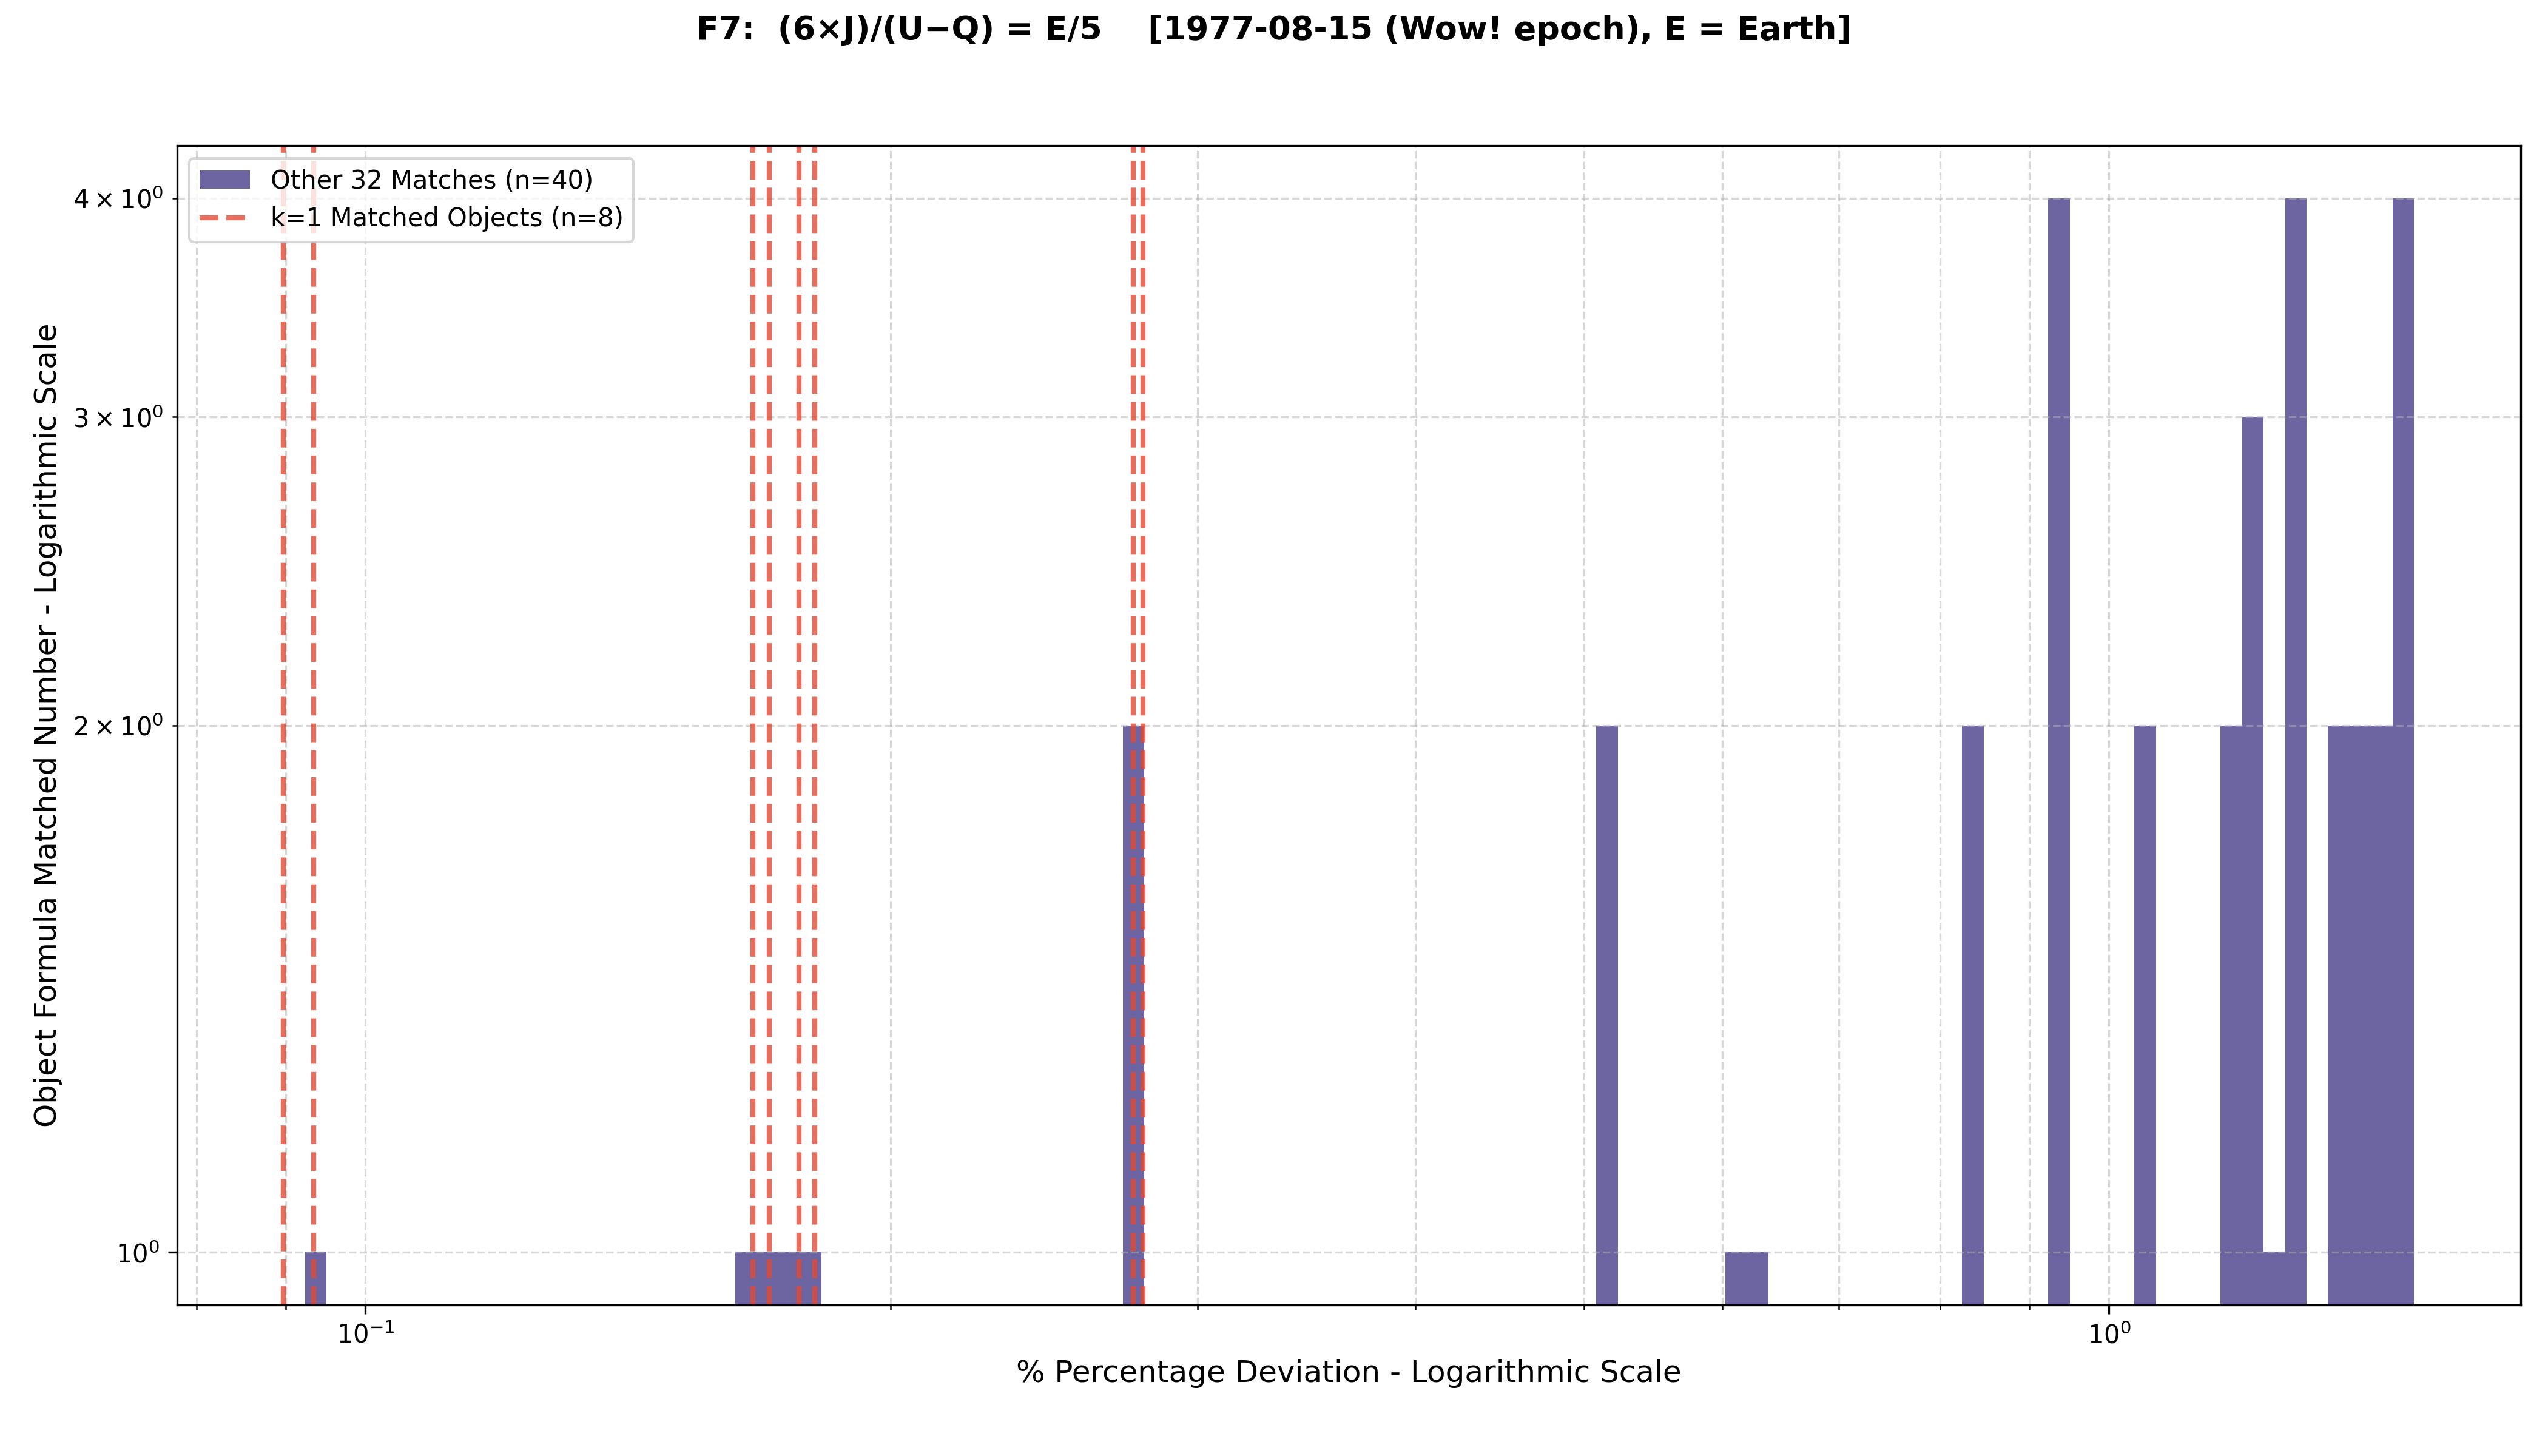 F7:  (6×J)/(U−Q) = E/5    [1977-08-15 (Wow! epoch), E = Earth]
Other 32 Matches (n=40)
k=1 Matched Objects (n=8)
Object Formula Matched Number - Logarithmic Scale
4 × 10⁰
3 × 10⁰
2 × 10⁰
10⁰
10⁻¹
10⁰
% Percentage Deviation - Logarithmic Scale